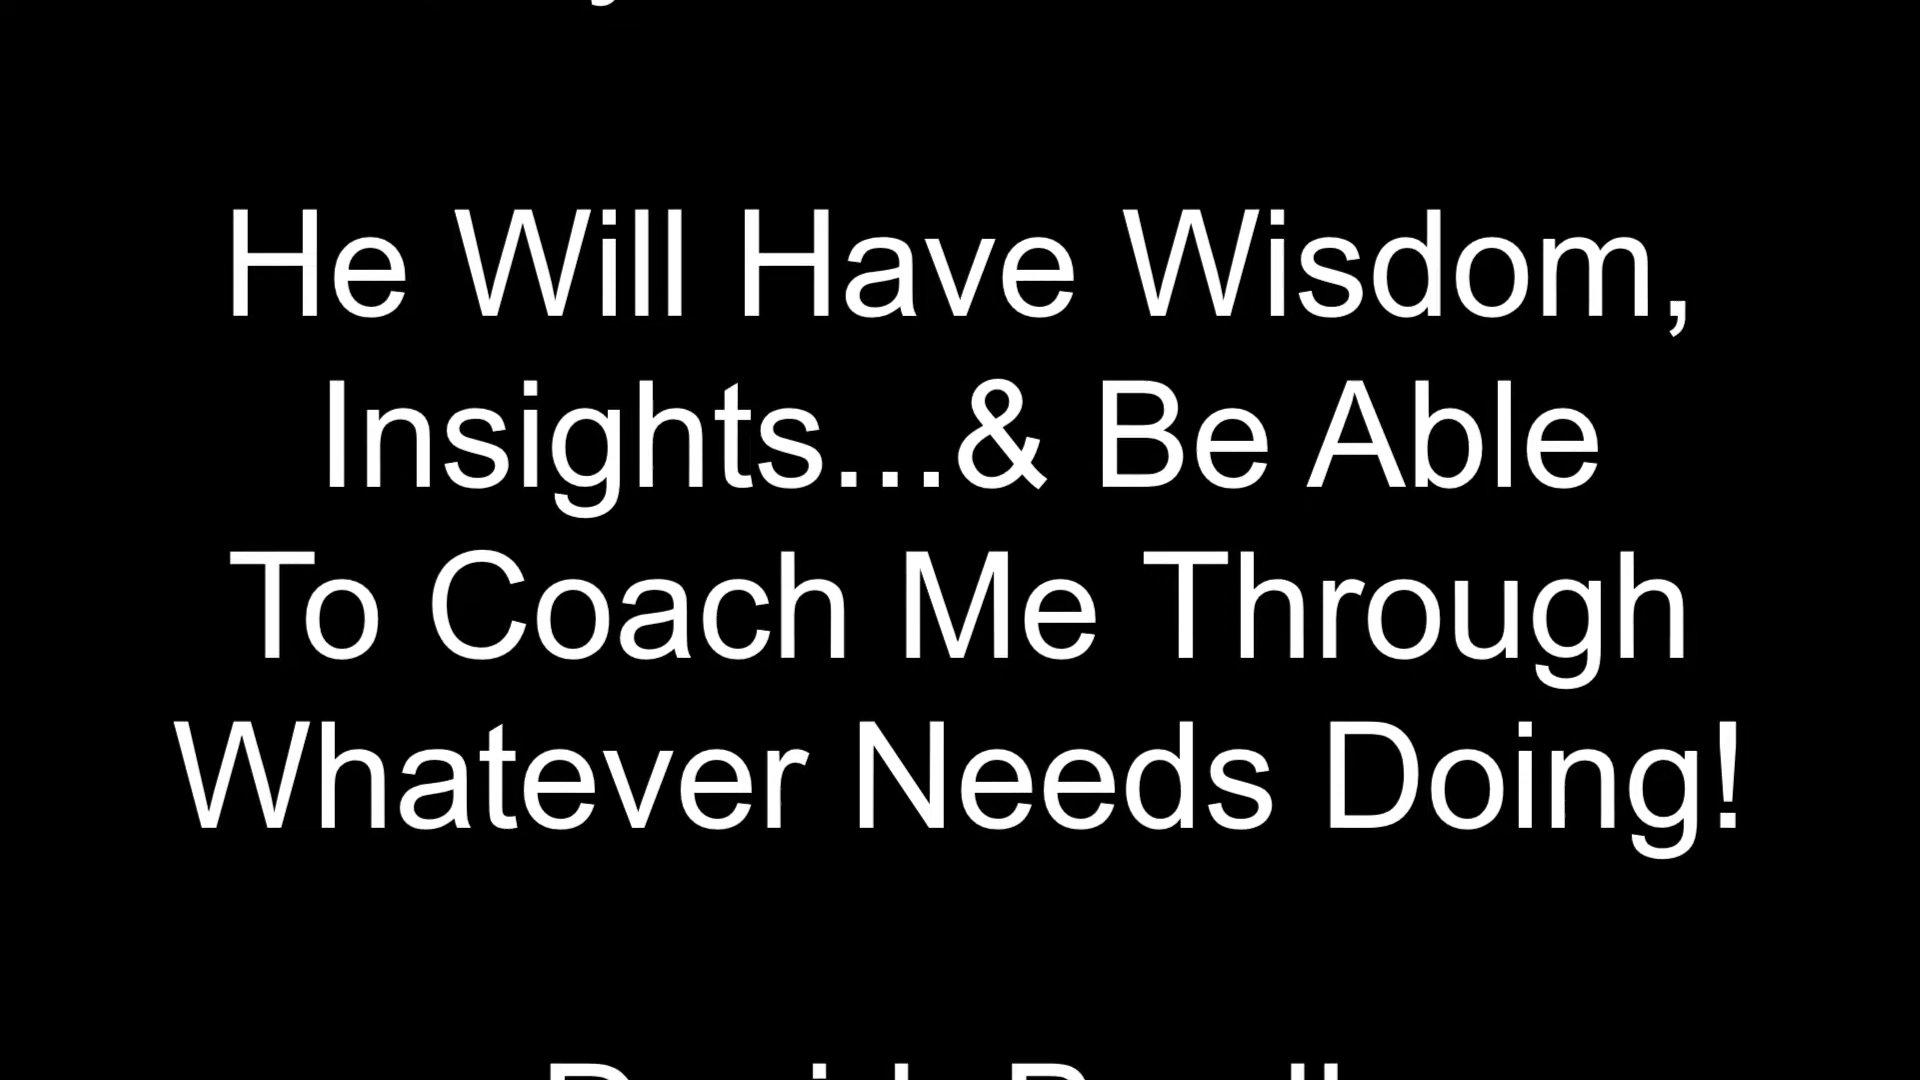 He Will Have Wisdom,
Insights...& Be Able
To Coach Me Through
Whatever Needs Doing!